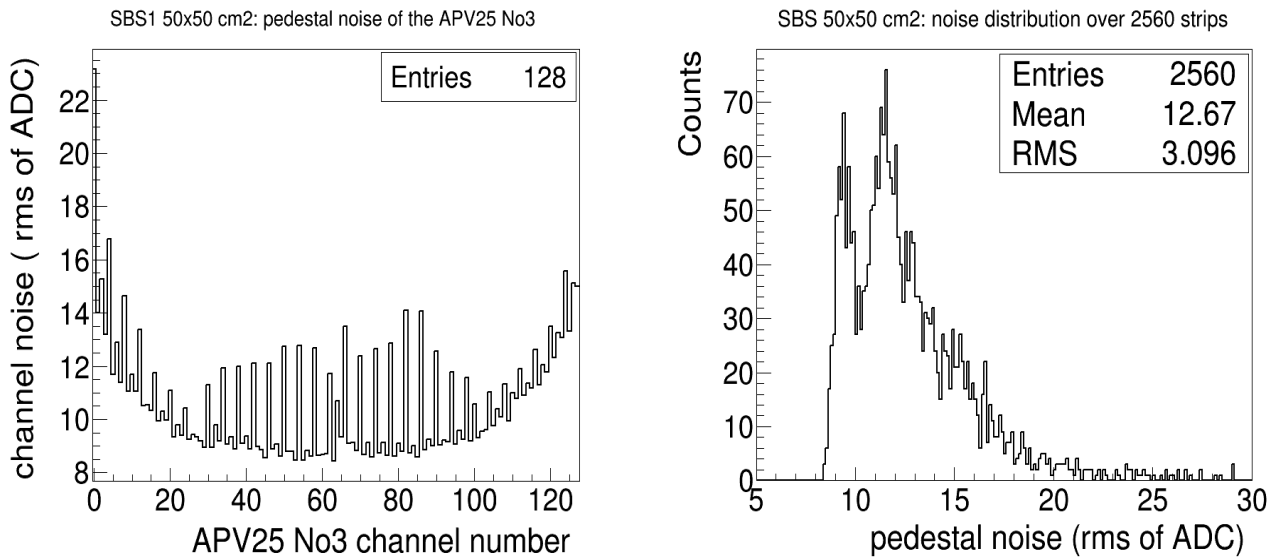 SBS1 50x50 cm2: pedestal noise of the APV25 No3
Entries 128
channel noise ( rms of ADC)
22
20
18
16
14
12
10
8
0 20 40 60 80 100 120
APV25 No3 channel number
SBS 50x50 cm2: noise distribution over 2560 strips
Entries 2560
Mean 12.67
RMS 3.096
Counts
70
60
50
40
30
20
10
0
5 10 15 20 25 30
pedestal noise (rms of ADC)